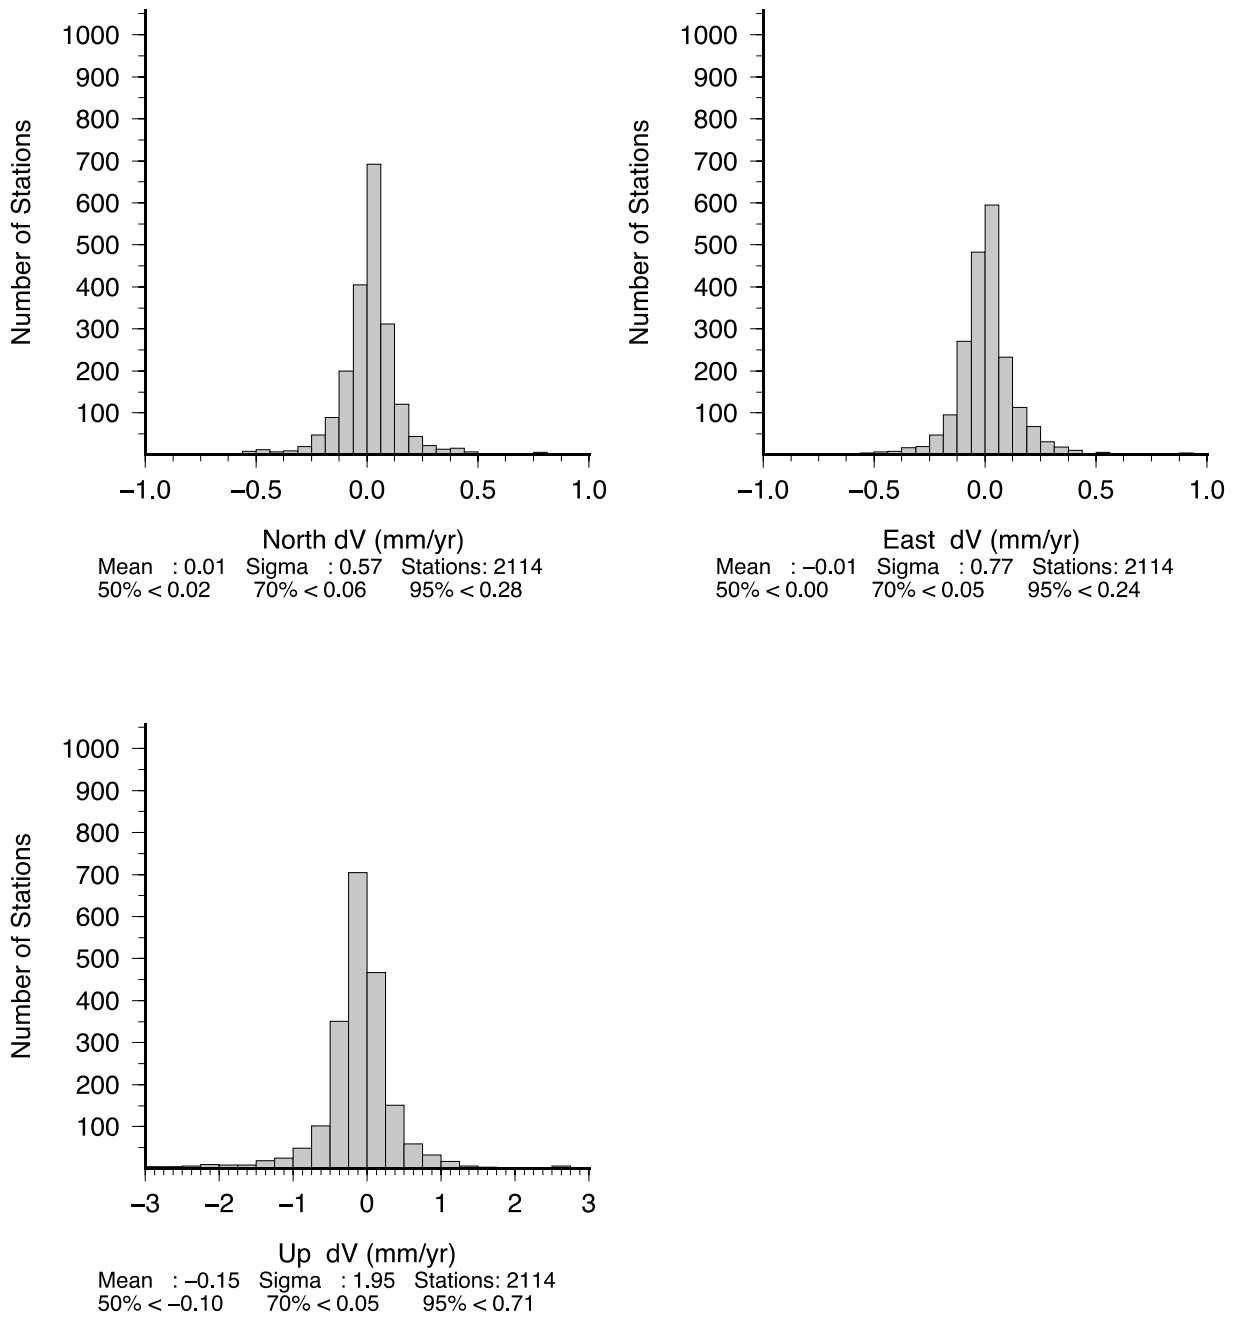 1000
900
800
700
600
500
400
300
200
100
Number of Stations
−1.0 −0.5 0.0 0.5 1.0
North dV (mm/yr)
Mean : 0.01 Sigma : 0.57 Stations: 2114
50% < 0.02 70% < 0.06 95% < 0.28
1000
900
800
700
600
500
400
300
200
100
Number of Stations
−1.0 −0.5 0.0 0.5 1.0
East dV (mm/yr)
Mean : −0.01 Sigma : 0.77 Stations: 2114
50% < 0.00 70% < 0.05 95% < 0.24
1000
900
800
700
600
500
400
300
200
100
Number of Stations
−3 −2 −1 0 1 2 3
Up dV (mm/yr)
Mean : −0.15 Sigma : 1.95 Stations: 2114
50% < −0.10 70% < 0.05 95% < 0.71